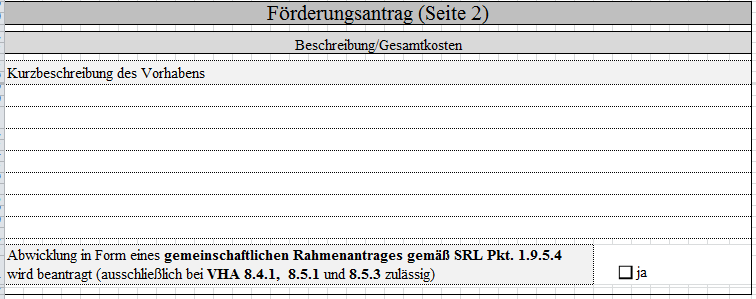 Förderungsantrag (Seite 2)
Beschreibung/Gesamtkosten
Kurzbeschreibung des Vorhabens
Abwicklung in Form eines gemeinschaftlichen Rahmenantrages gemäß SRL Pkt. 1.9.5.4
wird beantragt (ausschließlich bei VHA 8.4.1, 8.5.1 und 8.5.3 zulässig)
ja